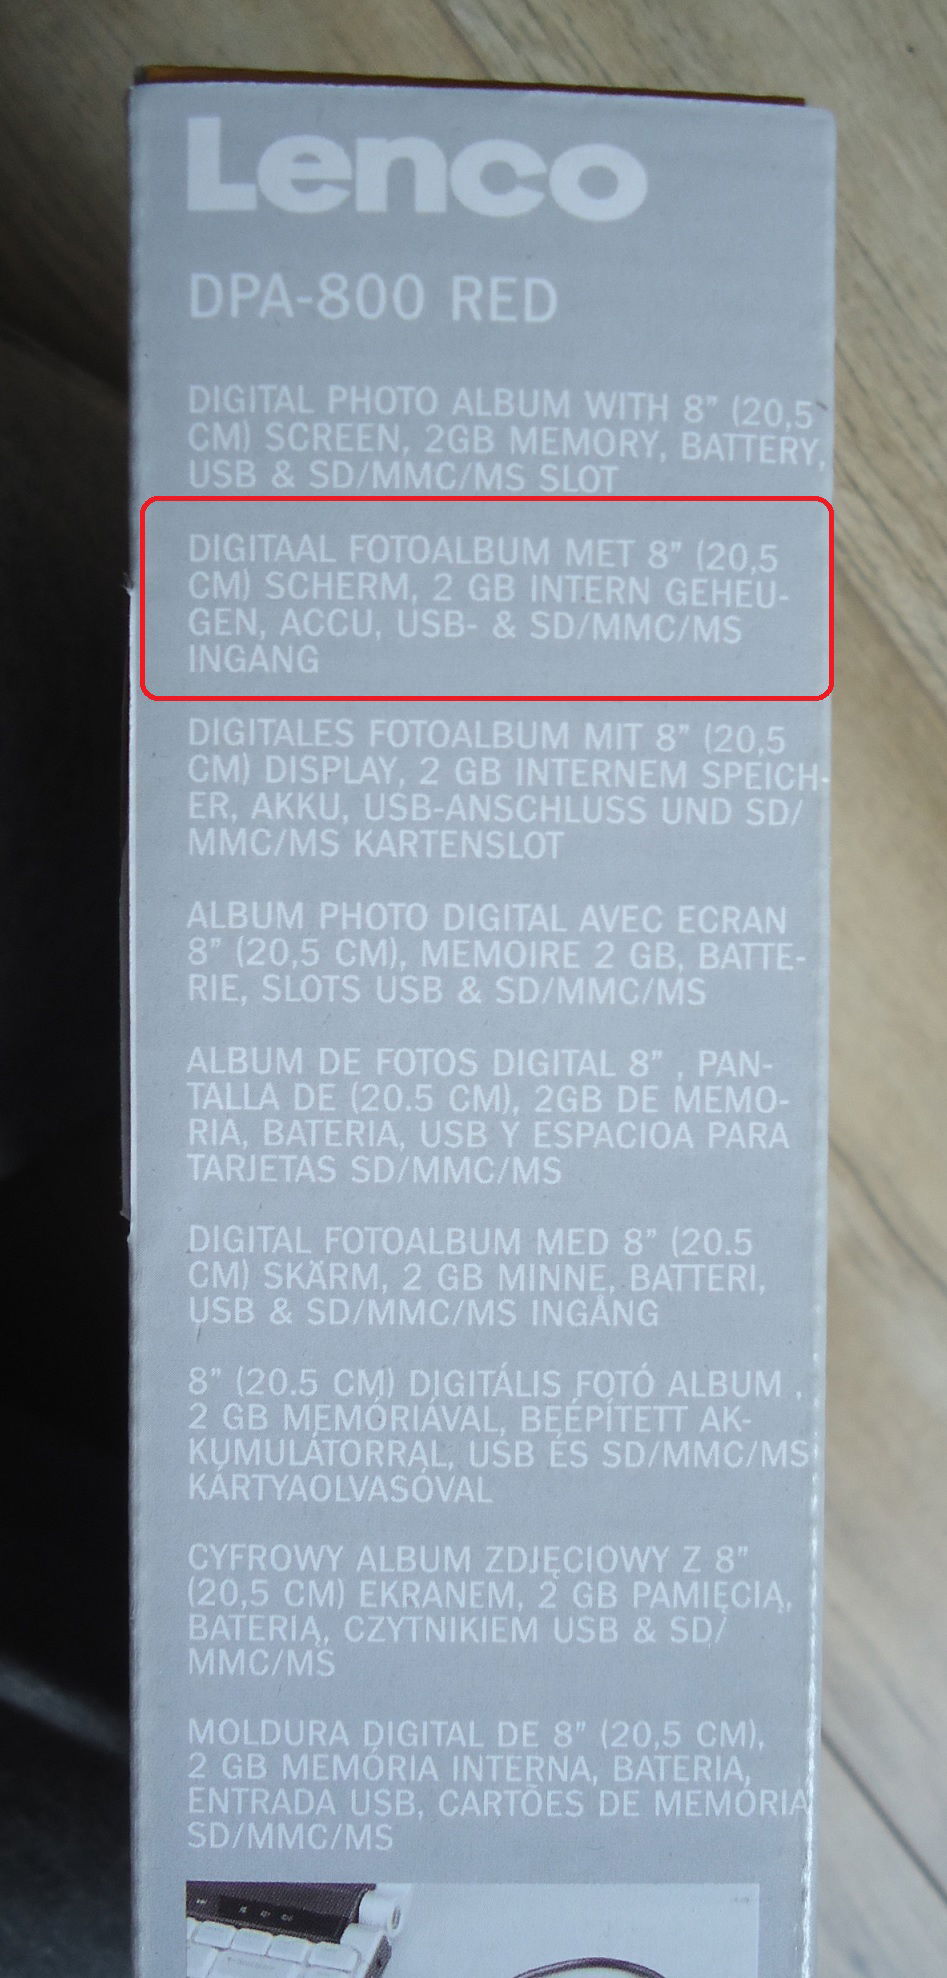 Lenco
DPA-800 RED
DIGITAL PHOTO ALBUM WITH 8” (20,5
CM) SCREEN, 2GB MEMORY, BATTERY,
USB & SD/MMC/MS SLOT
DIGITAAL FOTOALBUM MET 8” (20,5
CM) SCHERM, 2 GB INTERN GEHEU-
GEN, ACCU, USB- & SD/MMC/MS
INGANG
DIGITALES FOTOALBUM MIT 8” (20,5
CM) DISPLAY, 2 GB INTERNEM SPEICH-
ER, AKKU, USB-ANSCHLUSS UND SD/
MMC/MS KARTENSLOT
ALBUM PHOTO DIGITAL AVEC ECRAN
8” (20,5 CM), MEMOIRE 2 GB, BATTE-
RIE, SLOTS USB & SD/MMC/MS
ALBUM DE FOTOS DIGITAL 8” , PAN-
TALLA DE (20.5 CM), 2GB DE MEMO-
RIA, BATERIA, USB Y ESPACIOA PARA
TARJETAS SD/MMC/MS
DIGITAL FOTOALBUM MED 8” (20.5
CM) SKÄRM, 2 GB MINNE, BATTERI,
USB & SD/MMC/MS INGÅNG
8” (20.5 CM) DIGITÁLIS FOTÓ ALBUM ,
2 GB MEMÓRIÁVAL, BEÉPÍTETT AK-
KUMULÁTORRAL, USB ÉS SD/MMC/MS
KÁRTYAOLVASÓVAL
CYFROWY ALBUM ZDJĘCIOWY Z 8”
(20,5 CM) EKRANEM, 2 GB PAMIĘCIĄ,
BATERIĄ, CZYTNIKIEM USB & SD/
MMC/MS
MOLDURA DIGITAL DE 8” (20,5 CM),
2 GB MEMÓRIA INTERNA, BATERIA,
ENTRADA USB, CARTÕES DE MEMÓRIA
SD/MMC/MS